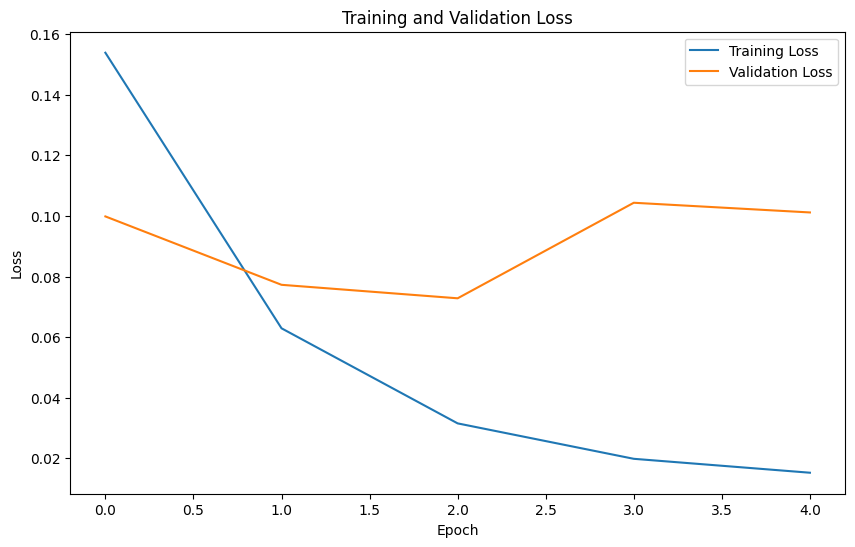 Training and Validation Loss
Training Loss
Validation Loss
0.16
0.14
0.12
0.10
0.08
0.06
0.04
0.02
Loss
0.0 0.5 1.0 1.5 2.0 2.5 3.0 3.5 4.0
Epoch